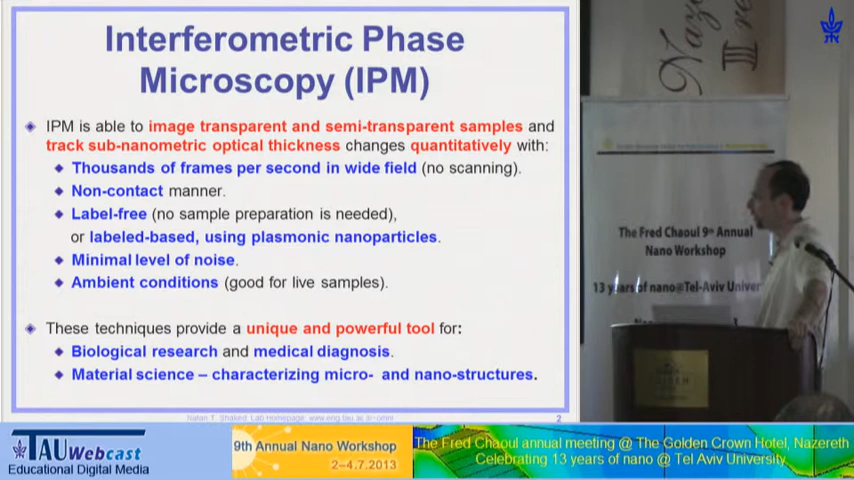 Interferometric Phase
Microscopy (IPM)
IPM is able to image transparent and semi-transparent samples and
track sub-nanometric optical thickness changes quantitatively with:
Thousands of frames per second in wide field (no scanning).
Non-contact manner.
Label-free (no sample preparation is needed),
or labeled-based, using plasmonic nanoparticles.
Minimal level of noise.
Ambient conditions (good for live samples).
These techniques provide a unique and powerful tool for:
Biological research and medical diagnosis.
Material science – characterizing micro- and nano-structures.
2
The Fred Chaoul 9th Annual
Nano Workshop
13 years of nano@Tel-Aviv Univer
TAU Webcast
Educational Digital Media
9th Annual Nano Workshop
2–4.7.2013
The Fred Chaoul annual meeting @ The Golden Crown Hotel, Nazereth
Celebrating 13 years of nano @ Tel Aviv University